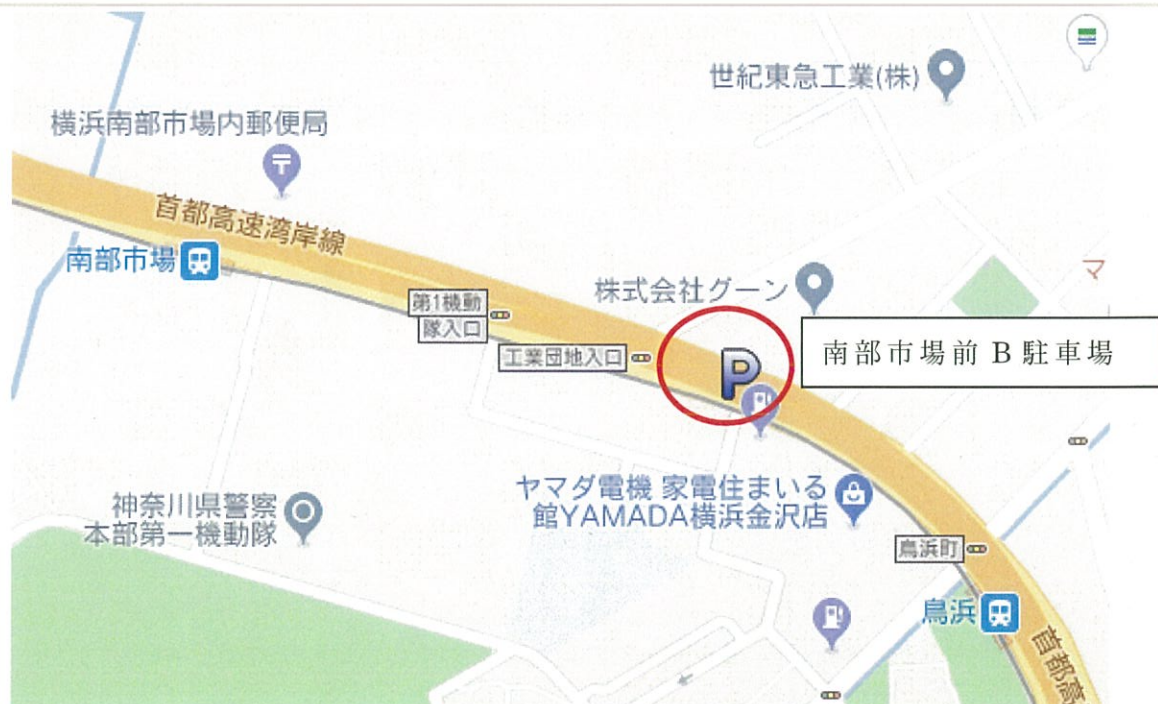 世紀東急工業(株)
横浜南部市場内郵便局
〒
首都高速湾岸線
南部市場
マ
株式会社グーン
第1機動
隊入口
工業団地入口
P
南部市場前 B 駐車場
ヤマダ電機 家電住まいる
館YAMADA横浜金沢店
神奈川県警察
本部第一機動隊
鳥浜町
鳥浜
首都高